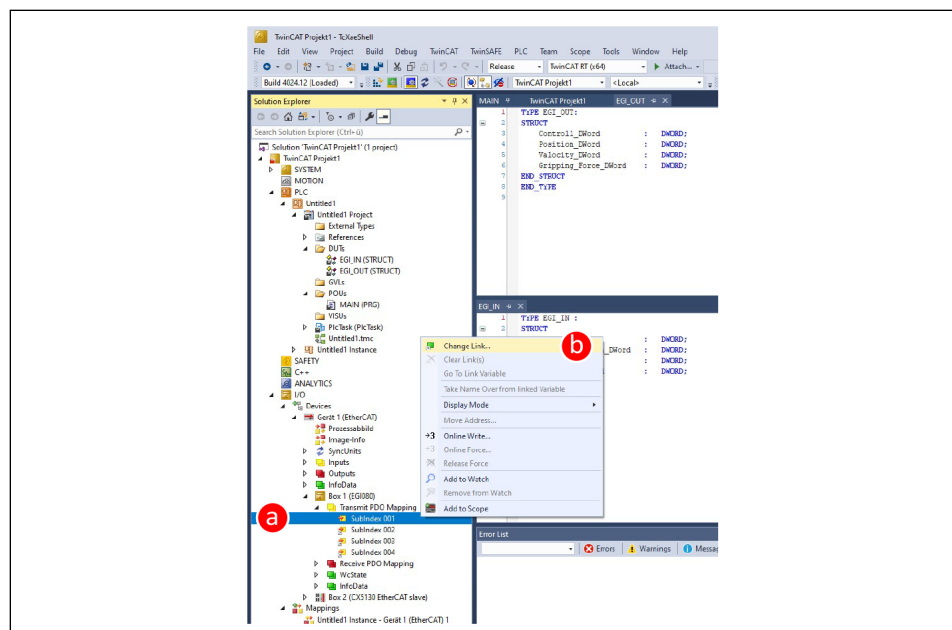 TwinCAT Projekt1 - TcXaeShell
File Edit View Project Build Debug TwinCAT TwinSAFE PLC Team Scope Tools Window Help
Release TwinCAT RT (x64) Attach...
Build 4024.12 (Loaded) TwinCAT Projekt1 <Local>
Solution Explorer
Search Solution Explorer (Ctrl+ü)
Solution 'TwinCAT Projekt1' (1 project)
TwinCAT Projekt1
SYSTEM
MOTION
PLC
Untitled1
Untitled1 Project
External Types
References
DUTs
EGI_IN (STRUCT)
EGI_OUT (STRUCT)
GVLs
POUs
MAIN (PRG)
VISUs
PlcTask (PlcTask)
Untitled1.tmc
Untitled1 Instance
SAFETY
C++
ANALYTICS
I/O
Devices
Gerät 1 (EtherCAT)
Prozessabbild
Image-Info
SyncUnits
Inputs
Outputs
InfoData
Box 1 (EGI080)
Transmit PDO Mapping
a
SubIndex 001
SubIndex 002
SubIndex 003
SubIndex 004
Receive PDO Mapping
WcState
InfoData
Box 2 (CX5130 EtherCAT slave)
Mappings
Untitled1 Instance - Gerät 1 (EtherCAT) 1
MAIN TwinCAT Projekt1 EGI_OUT
1 TYPE EGI_OUT:
2 STRUCT
3 Controll_DWord : DWORD;
4 Position_DWord : DWORD;
5 Valocity_DWord : DWORD;
6 Gripping_Force_DWord : DWORD;
7 END_STRUCT
8 END_TYPE
9
EGI_IN
1 TYPE EGI_IN :
2 STRUCT
: DWORD;
_DWord : DWORD;
: DWORD;
: DWORD;
Change Link...
b
Clear Link(s)
Go To Link Variable
Take Name Over from linked Variable
Display Mode
Move Address...
Online Write...
Online Force...
Release Force
Add to Watch
Remove from Watch
Add to Scope
Error List
Errors Warnings Messag